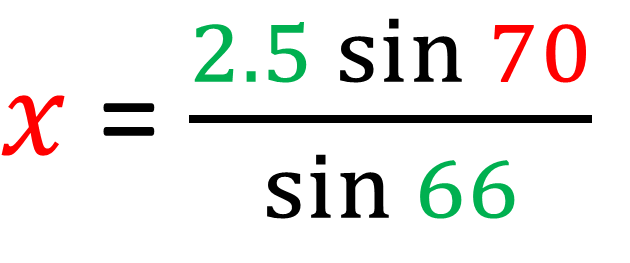 x = 2.5 sin 70
sin 66